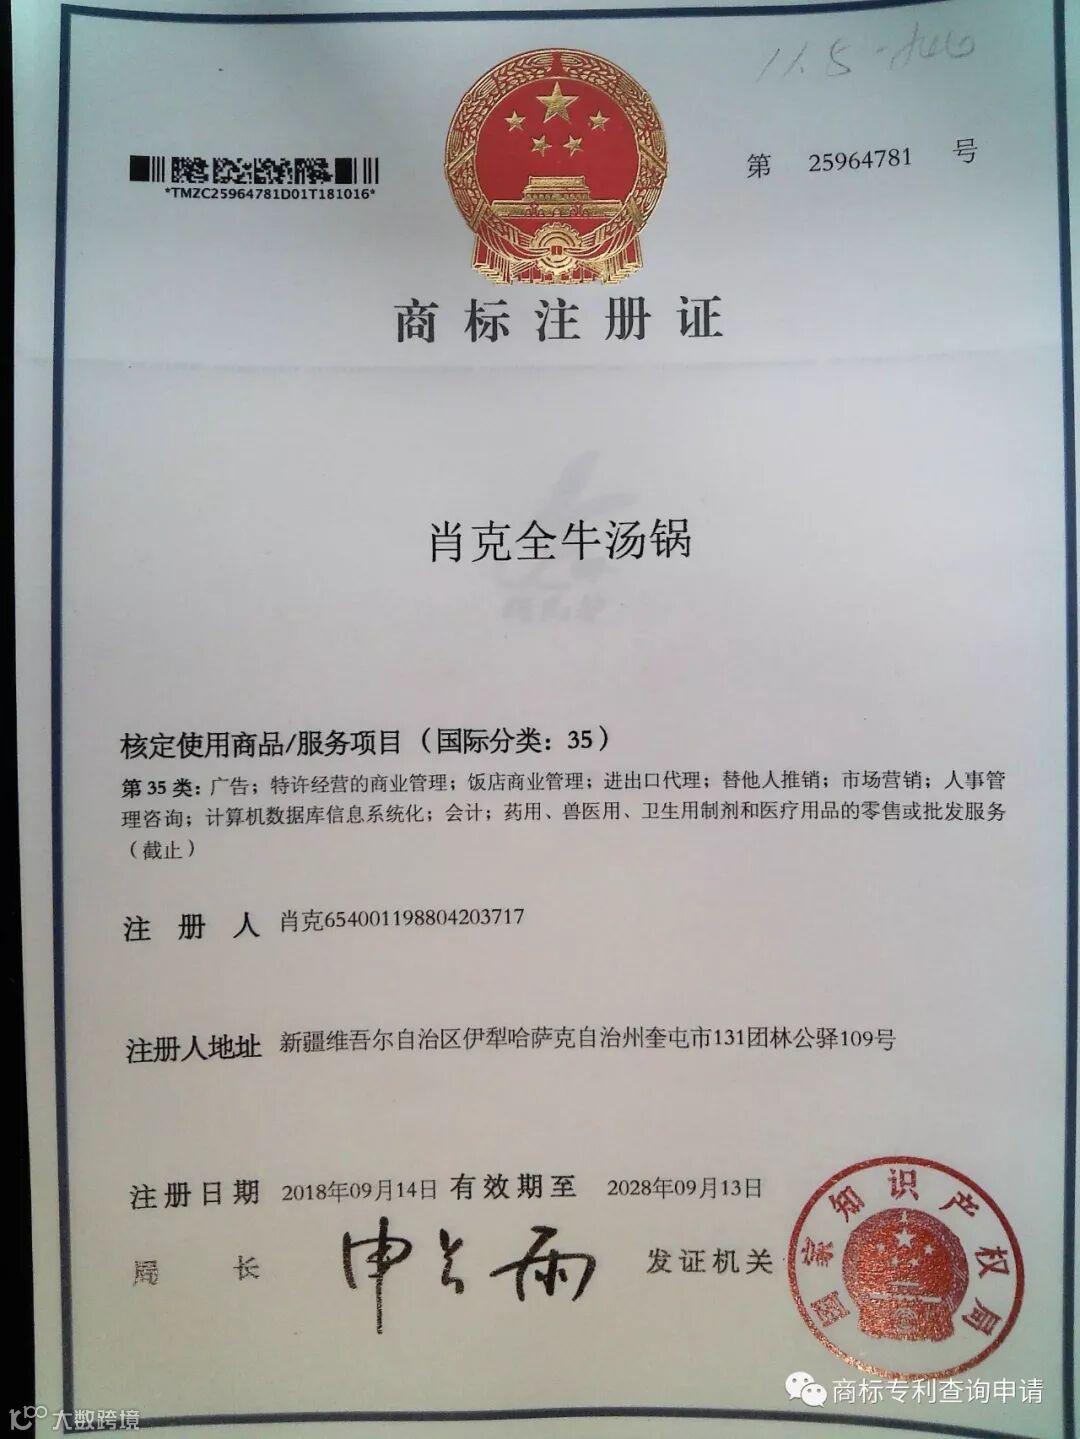 11.5
*TMZC25964781D01T181016*
第 25964781 号
商标注册证
肖克全牛汤锅
核定使用商品/服务项目（国际分类：35）
第 35 类：广告；特许经营的商业管理；饭店商业管理；进出口代理；替他人推销；市场营销；人事管
理咨询；计算机数据库信息系统化；会计；药用、兽医用、卫生用制剂和医疗用品的零售或批发服务
（截止）
注册人 肖克654001198804203717
注册人地址 新疆维吾尔自治区伊犁哈萨克自治州奎屯市131团林公驿109号
注册日期 2018年09月14日 有效期至 2028年09月13日
局长 申长雨 发证机关
国家知识产权局
商标专利查询申请
10100 大数跨境